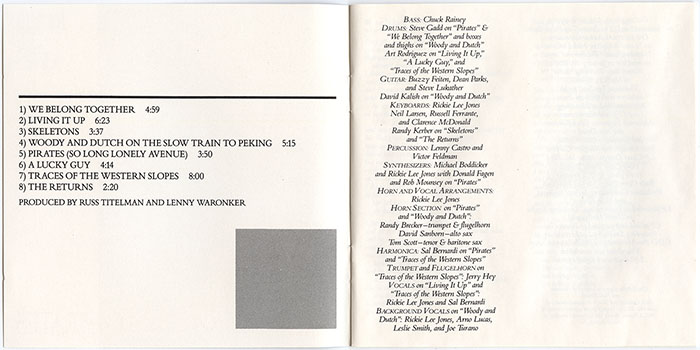 1) WE BELONG TOGETHER 4:59
2) LIVING IT UP 6:23
3) SKELETONS 3:37
4) WOODY AND DUTCH ON THE SLOW TRAIN TO PEKING 5:15
5) PIRATES (SO LONG LONELY AVENUE) 3:50
6) A LUCKY GUY 4:14
7) TRACES OF THE WESTERN SLOPES 8:00
8) THE RETURNS 2:20
PRODUCED BY RUSS TITELMAN AND LENNY WARONKER
BASS: Chuck Rainey
DRUMS: Steve Gadd on "Pirates" &
"We Belong Together" and boxes
and thighs on "Woody and Dutch"
Art Rodriguez on "Living It Up,"
"A Lucky Guy," and
"Traces of the Western Slopes"
GUITAR: Buzzy Feiten, Dean Parks,
and Steve Lukather
David Kalish on "Woody and Dutch"
KEYBOARDS: Rickie Lee Jones
Neil Larsen, Russell Ferrante,
and Clarence McDonald
Randy Kerber on "Skeletons"
and "The Returns"
PERCUSSION: Lenny Castro and
Victor Feldman
SYNTHESIZERS: Michael Boddicker
and Rickie Lee Jones with Donald Fagen
and Rob Mounsey on "Pirates"
HORN AND VOCAL ARRANGEMENTS:
Rickie Lee Jones
HORN SECTION on "Pirates"
and "Woody and Dutch":
Randy Brecker—trumpet & flugelhorn
David Sanborn—alto sax
Tom Scott—tenor & baritone sax
HARMONICA: Sal Bernardi on "Pirates"
and "Traces of the Western Slopes"
TRUMPET and FLUGELHORN on
"Traces of the Western Slopes": Jerry Hey
VOCALS on "Living It Up" and
"Traces of the Western Slopes":
Rickie Lee Jones and Sal Bernardi
BACKGROUND VOCALS on "Woody and
Dutch": Rickie Lee Jones, Arno Lucas,
Leslie Smith, and Joe Turano